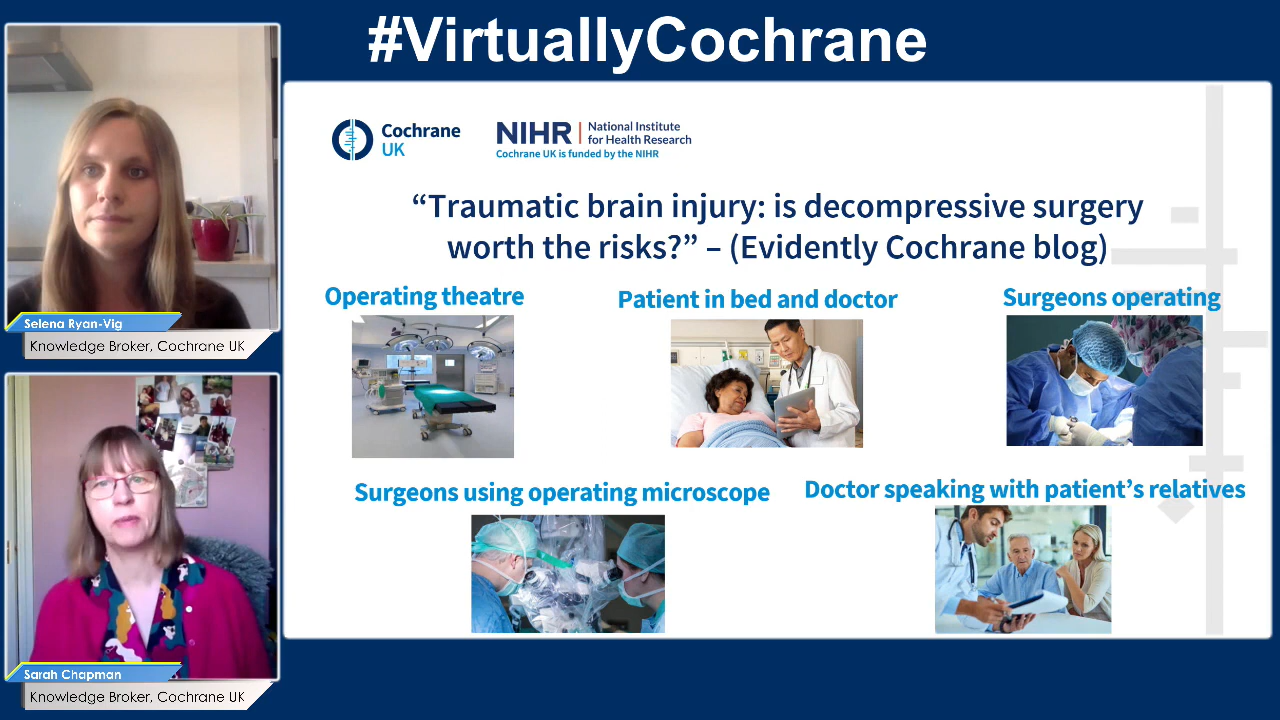 #VirtuallyCochrane
Selena Ryan-Vig
Knowledge Broker, Cochrane UK
Sarah Chapman
Knowledge Broker, Cochrane UK
Cochrane
UK
NIHR | National Institute
for Health Research
Cochrane UK is funded by the NIHR
“Traumatic brain injury: is decompressive surgery
worth the risks?” – (Evidently Cochrane blog)
Operating theatre
Patient in bed and doctor
Surgeons operating
Surgeons using operating microscope
Doctor speaking with patient’s relatives